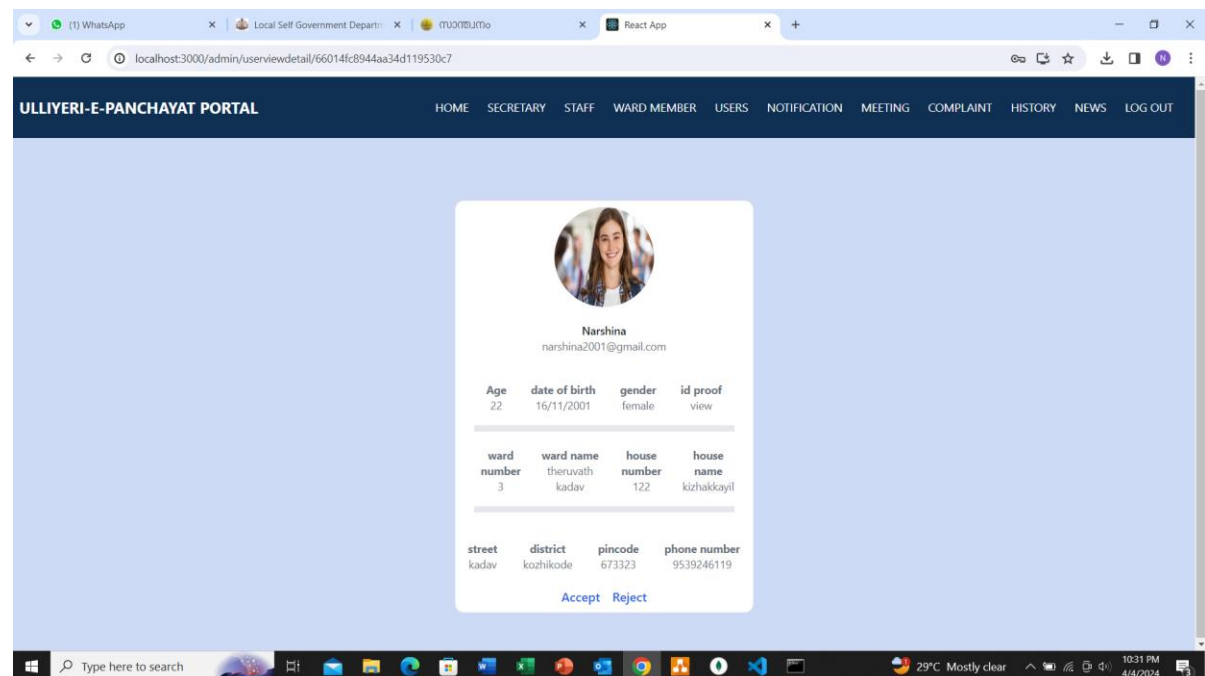 (1) WhatsApp
Local Self Government Departm
സാന്ത്വനം
React App
localhost:3000/admin/userviewdetail/66014fc8944aa34d119530c7
N
ULLIYERI-E-PANCHAYAT PORTAL
HOME SECRETARY STAFF WARD MEMBER USERS NOTIFICATION MEETING COMPLAINT HISTORY NEWS LOG OUT
Narshina
narshina2001@gmail.com
Age date of birth gender id proof
22 16/11/2001 female view
ward ward name house house
number theruvath number name
3 kadav 122 kizhakkayil
street district pincode phone number
kadav kozhikode 673323 9539246119
Accept Reject
Type here to search
29°C Mostly clear
10:31 PM
4/4/2024